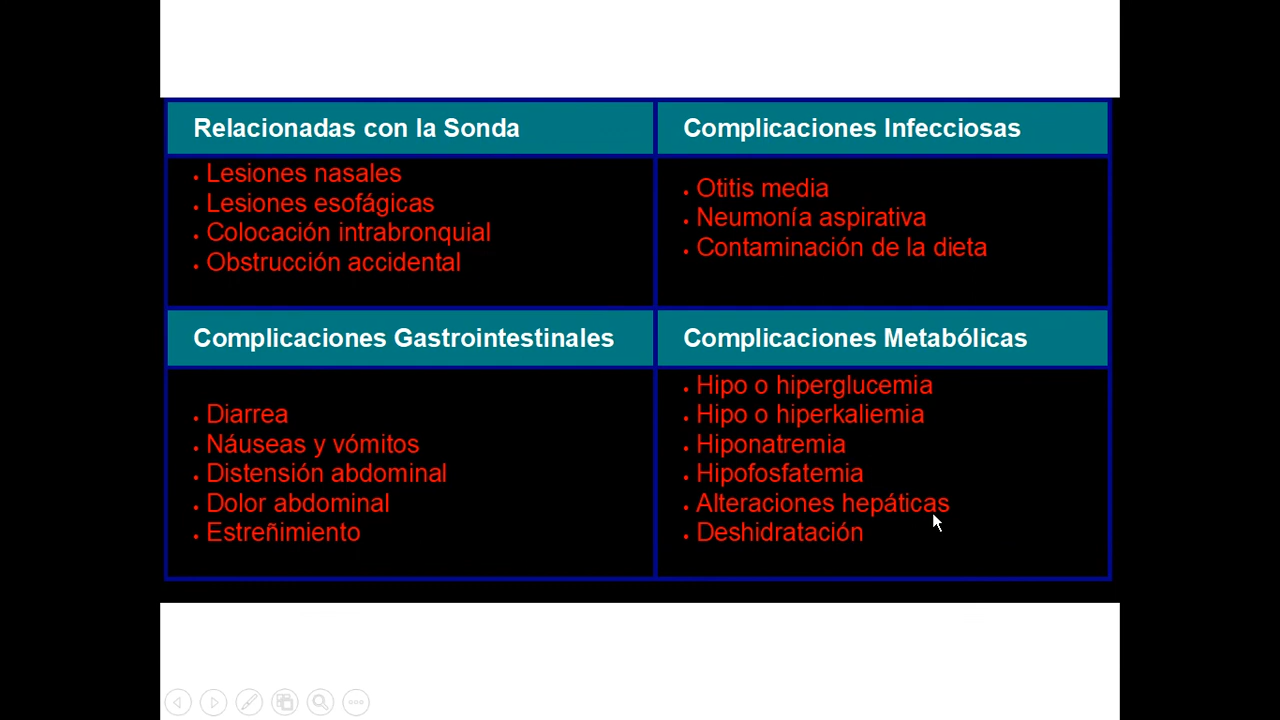 Relacionadas con la Sonda
• Lesiones nasales
• Lesiones esofágicas
• Colocación intrabronquial
• Obstrucción accidental
Complicaciones Infecciosas
• Otitis media
• Neumonía aspirativa
• Contaminación de la dieta
Complicaciones Gastrointestinales
• Diarrea
• Náuseas y vómitos
• Distensión abdominal
• Dolor abdominal
• Estreñimiento
Complicaciones Metabólicas
• Hipo o hiperglucemia
• Hipo o hiperkaliemia
• Hiponatremia
• Hipofosfatemia
• Alteraciones hepáticas
• Deshidratación